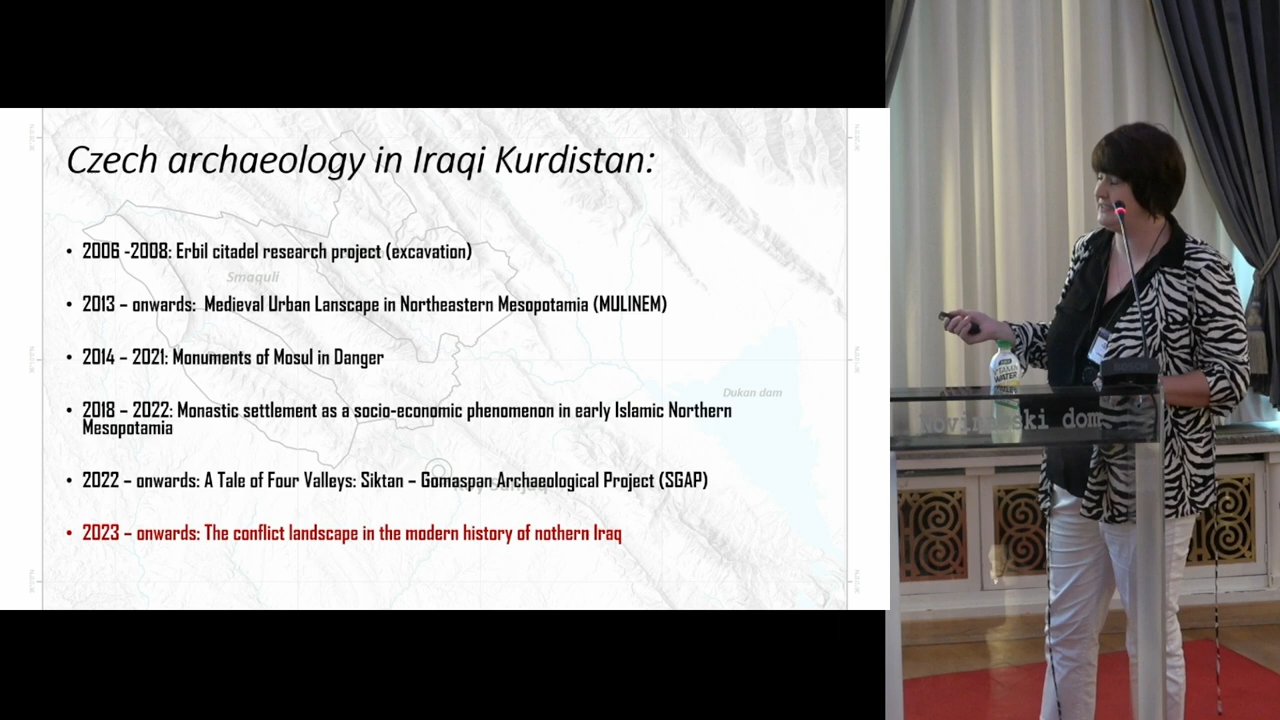 Czech archaeology in Iraqi Kurdistan:
• 2006 -2008: Erbil citadel research project (excavation)
Smaquli
• 2013 – onwards: Medieval Urban Lanscape in Northeastern Mesopotamia (MULINEM)
• 2014 – 2021: Monuments of Mosul in Danger
Dukan dam
• 2018 – 2022: Monastic settlement as a socio-economic phenomenon in early Islamic Northern
Mesopotamia
• 2022 – onwards: A Tale of Four Valleys: Siktan – Gomaspan Archaeological Project (SGAP)
• 2023 – onwards: The conflict landscape in the modern history of nothern Iraq
WATER
dom